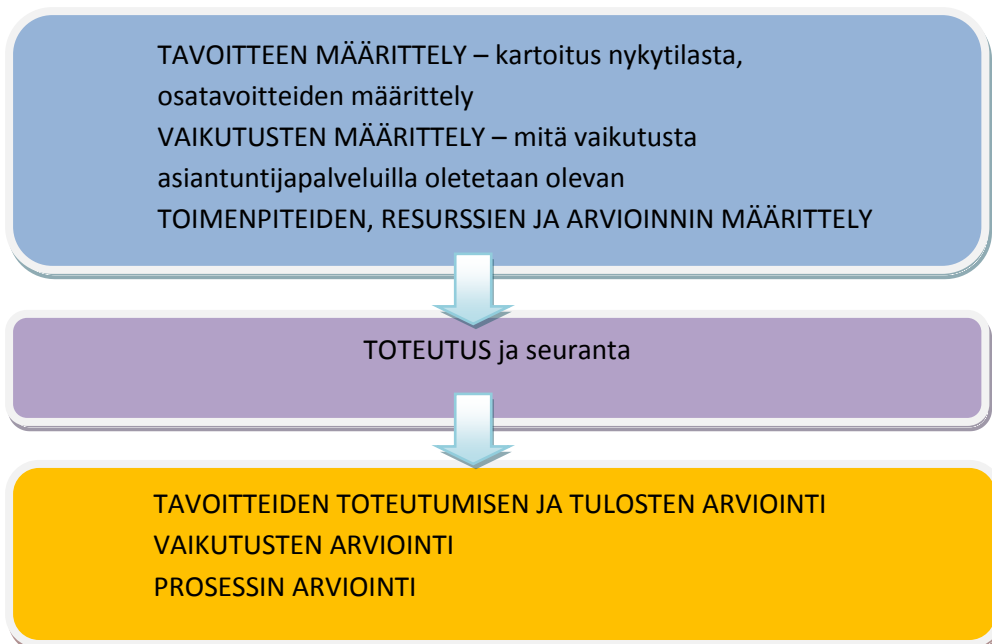 TAVOITTEEN MÄÄRITTELY – kartoitus nykytilasta,
osatavoitteiden määrittely
VAIKUTUSTEN MÄÄRITTELY – mitä vaikutusta
asiantuntijapalveluilla oletetaan olevan
TOIMENPITEIDEN, RESURSSIEN JA ARVIOINNIN MÄÄRITTELY
TOTEUTUS ja seuranta
TAVOITTEIDEN TOTEUTUMISEN JA TULOSTEN ARVIOINTI
VAIKUTUSTEN ARVIOINTI
PROSESSIN ARVIOINTI